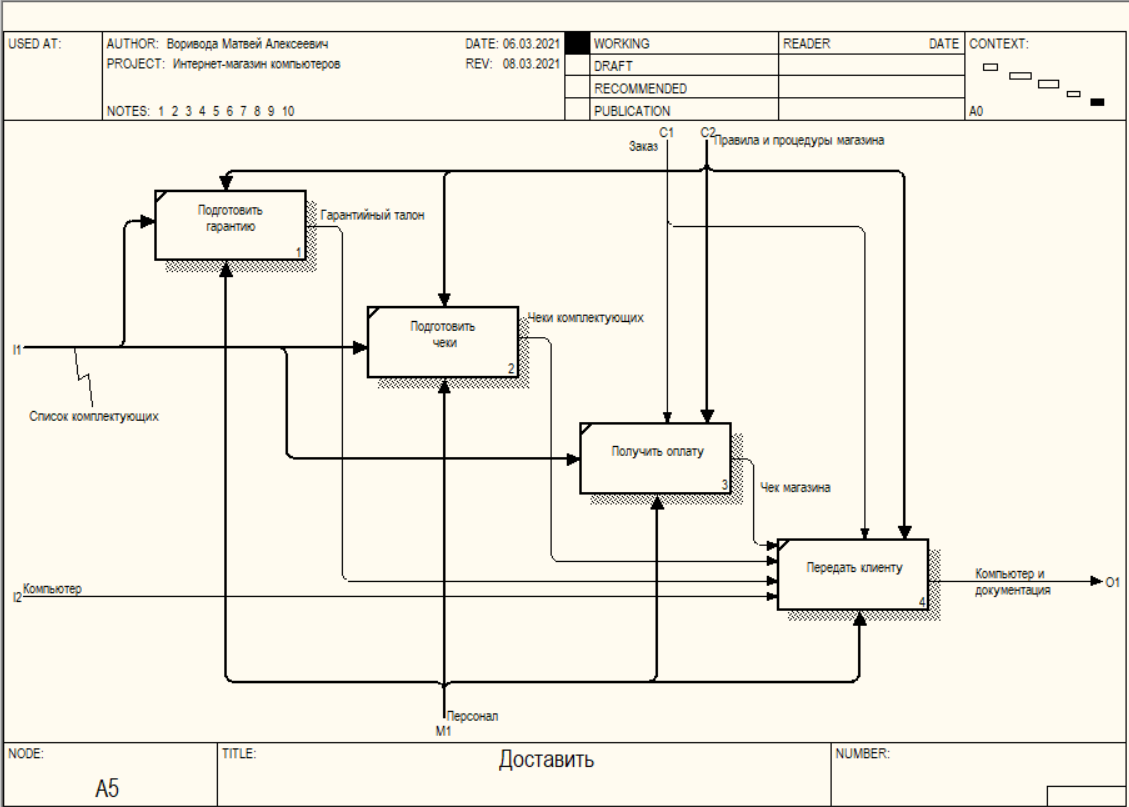 USED AT:
AUTHOR: Воривода Матвей Алексеевич
DATE: 06.03.2021
PROJECT: Интернет-магазин компьютеров
REV: 08.03.2021
NOTES: 1 2 3 4 5 6 7 8 9 10
WORKING
DRAFT
RECOMMENDED
PUBLICATION
READER
DATE
CONTEXT:
A0
C1
C2
Заказ
Правила и процедуры магазина
Подготовить
гарантию
1
Гарантийный талон
I1
Подготовить
чеки
2
Чеки комплектующих
Список комплектующих
Получить оплату
3
Чек магазина
I2
Компьютер
Передать клиенту
4
Компьютер и
документация
O1
Персонал
M1
NODE:
A5
TITLE:
Доставить
NUMBER: